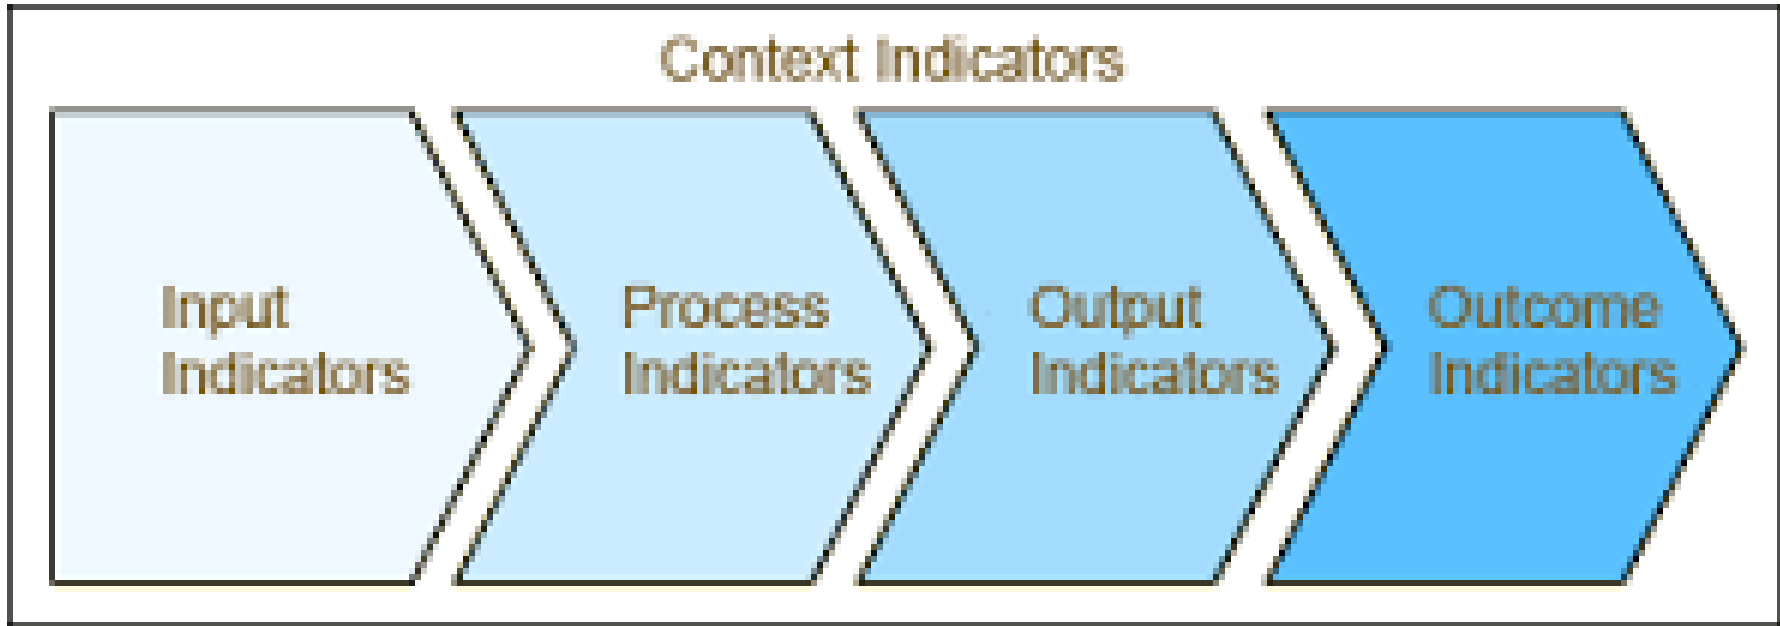 Context Indicators
Input
Indicators
Process
Indicators
Output
Indicators
Outcome
Indicators